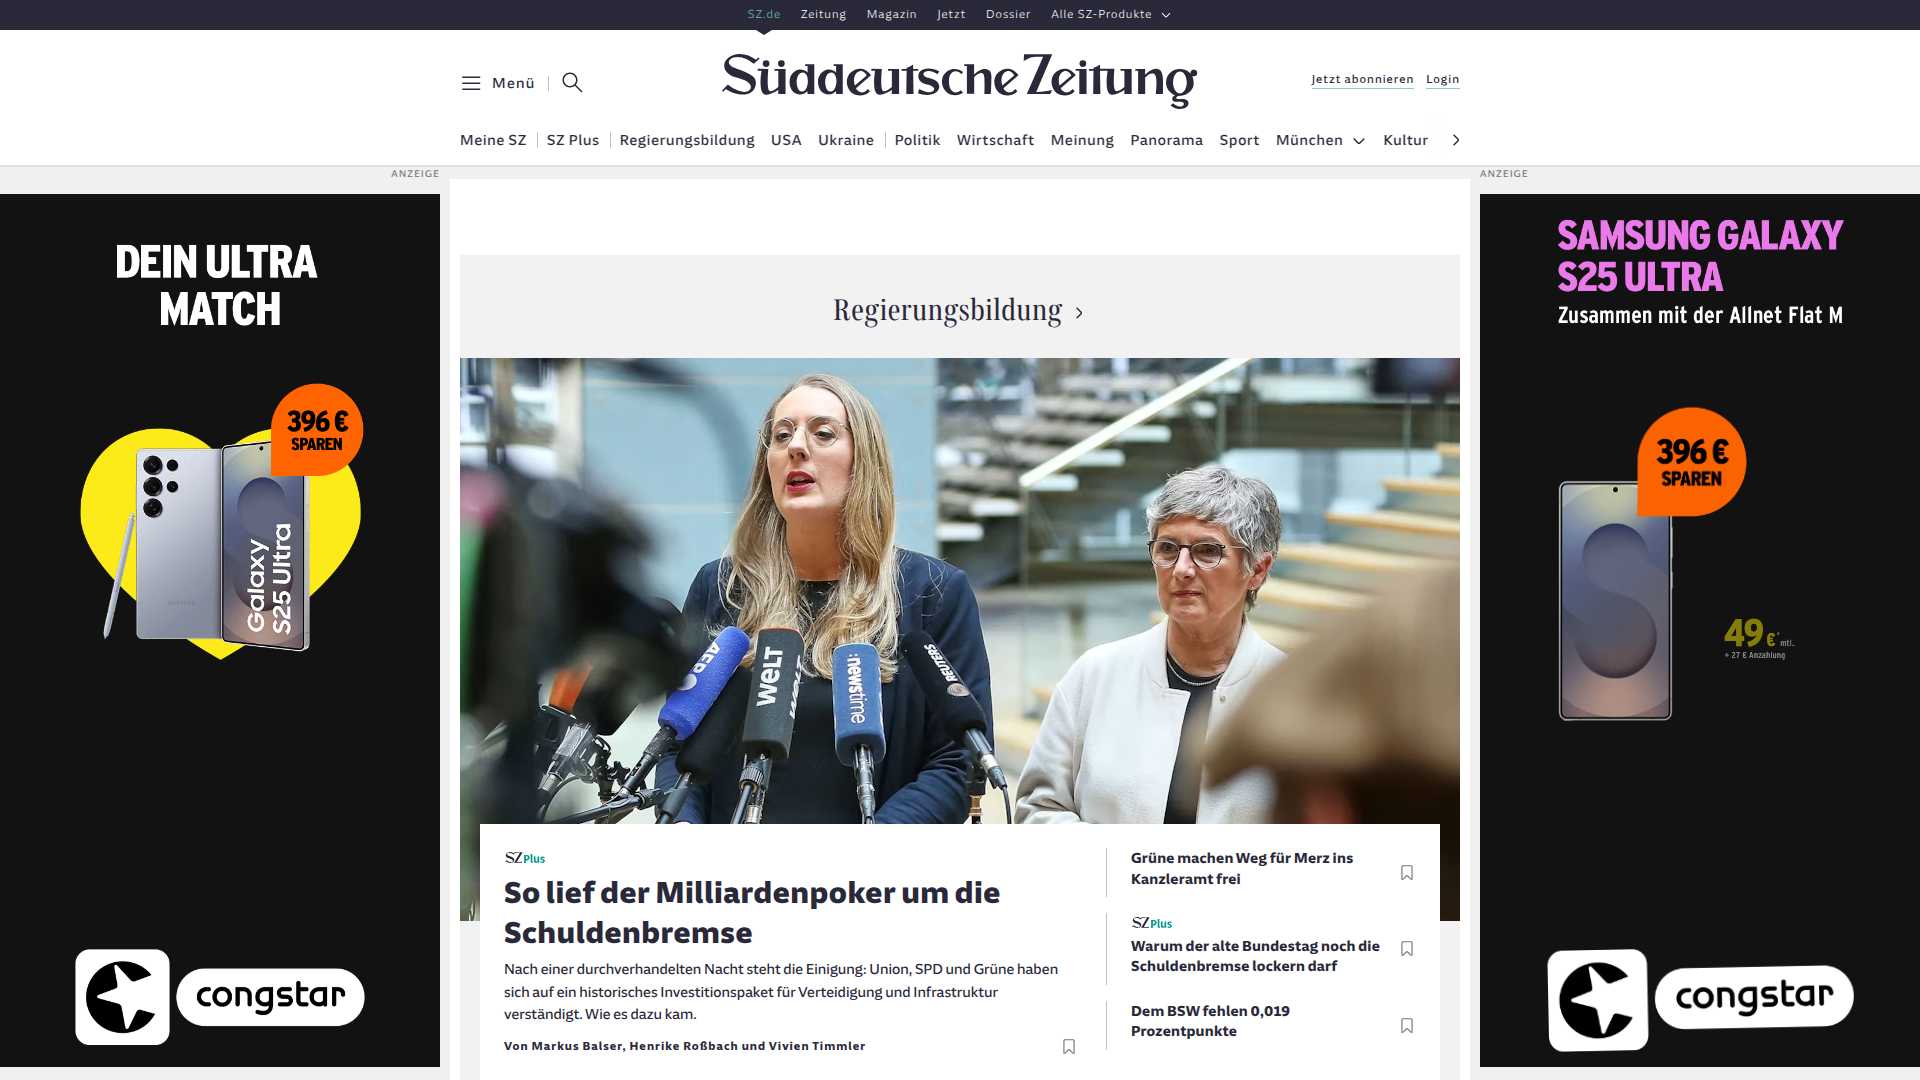 SZ.de Zeitung Magazin Jetzt Dossier Alle SZ-Produkte
Menü
Süddeutsche Zeitung
Jetzt abonnieren Login
Meine SZ SZ Plus Regierungsbildung USA Ukraine Politik Wirtschaft Meinung Panorama Sport München Kultur
ANZEIGE
DEIN ULTRA
MATCH
396 €
SPAREN
Galaxy
S25 Ultra
congstar
Regierungsbildung
WELT
:newstime
REUTERS
SZ Plus
So lief der Milliardenpoker um die
Schuldenbremse
Nach einer durchverhandelten Nacht steht die Einigung: Union, SPD und Grüne haben
sich auf ein historisches Investitionspaket für Verteidigung und Infrastruktur
verständigt. Wie es dazu kam.
Von Markus Balser, Henrike Roßbach und Vivien Timmler
Grüne machen Weg für Merz ins
Kanzleramt frei
SZ Plus
Warum der alte Bundestag noch die
Schuldenbremse lockern darf
Dem BSW fehlen 0,019
Prozentpunkte
ANZEIGE
SAMSUNG GALAXY
S25 ULTRA
Zusammen mit der Allnet Flat M
396 €
SPAREN
49 €* mtl.
+ 27 € Anzahlung
congstar